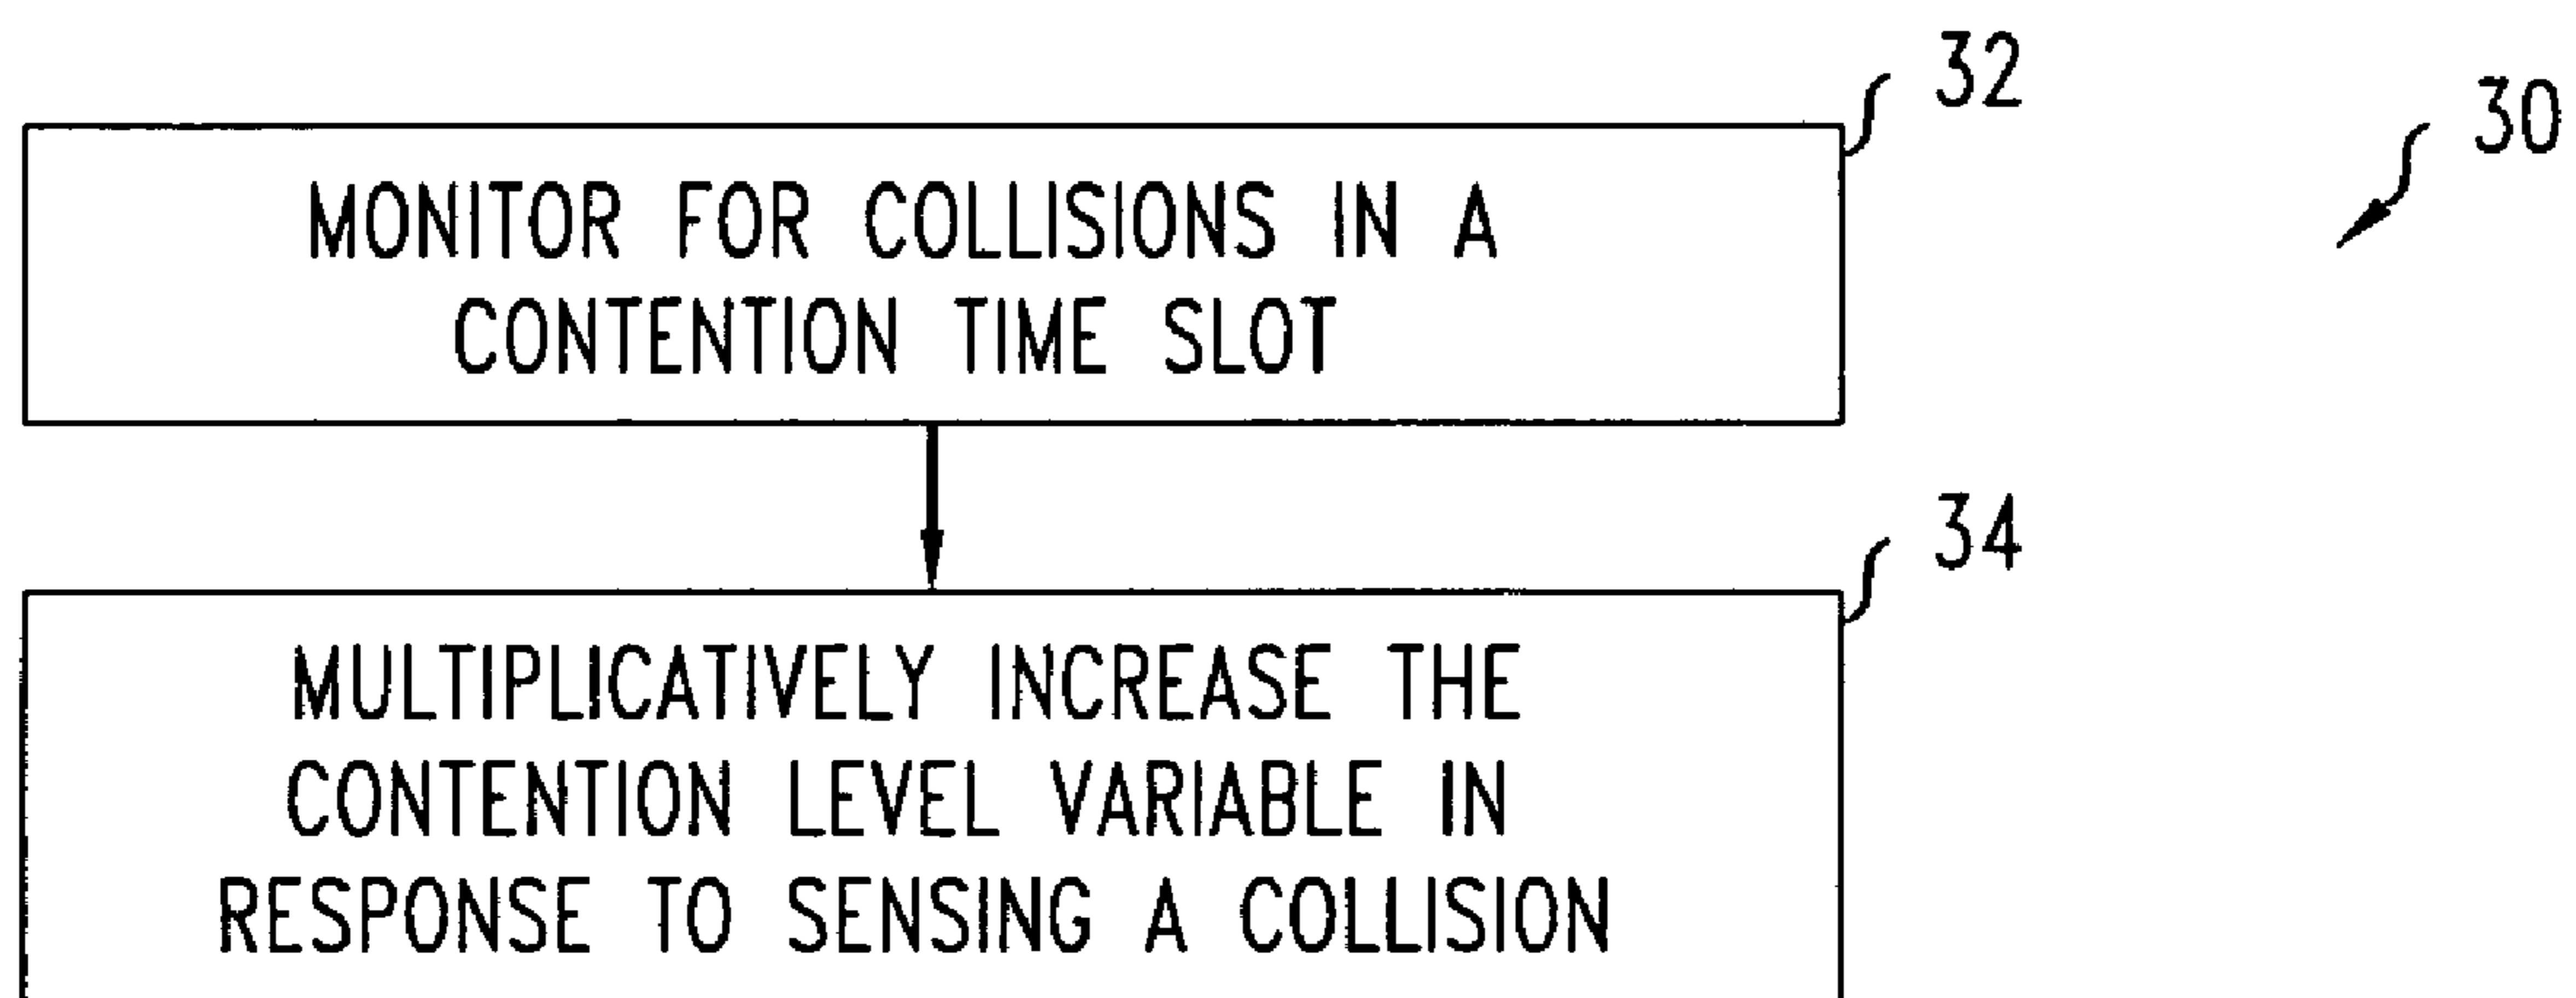 32
30
MONITOR FOR COLLISIONS IN A
CONTENTION TIME SLOT
34
MULTIPLICATIVELY INCREASE THE
CONTENTION LEVEL VARIABLE IN
RESPONSE TO SENSING A COLLISION